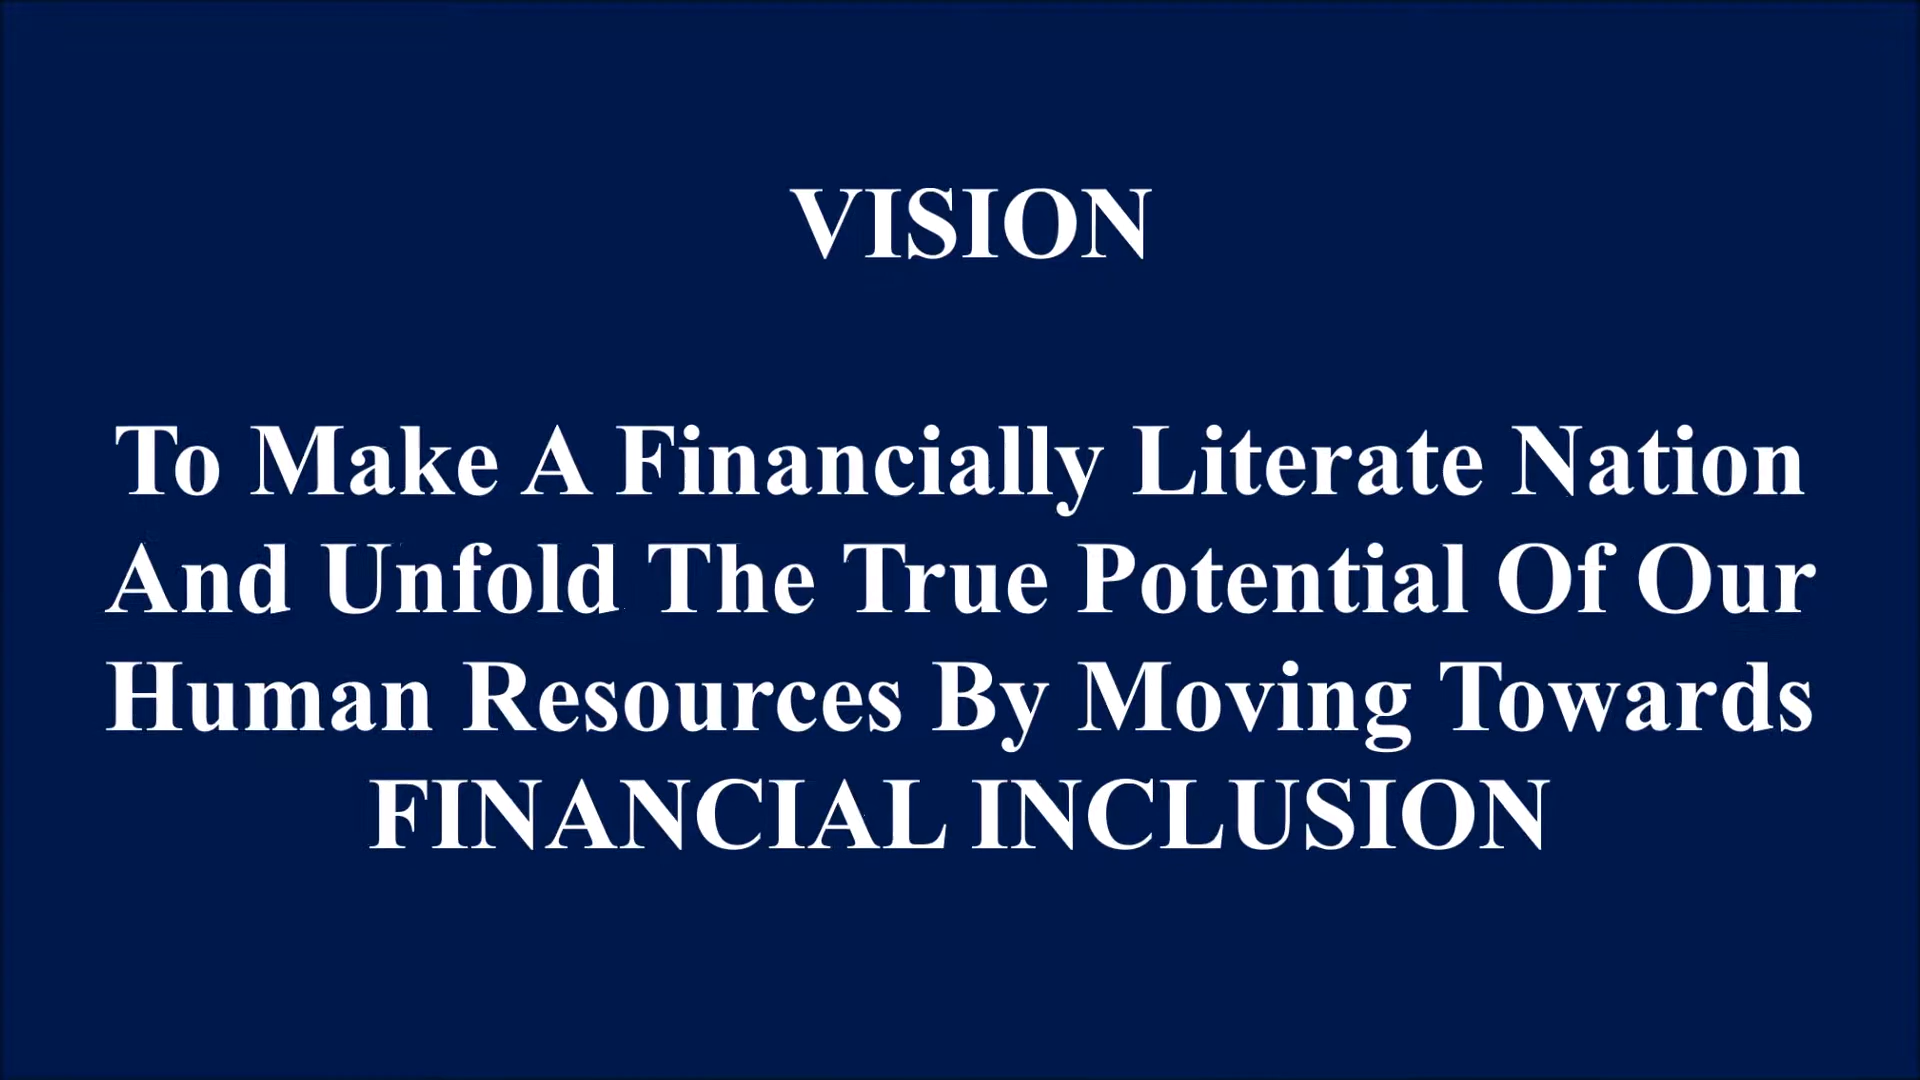 VISION
To Make A Financially Literate Nation
And Unfold The True Potential Of Our
Human Resources By Moving Towards
FINANCIAL INCLUSION